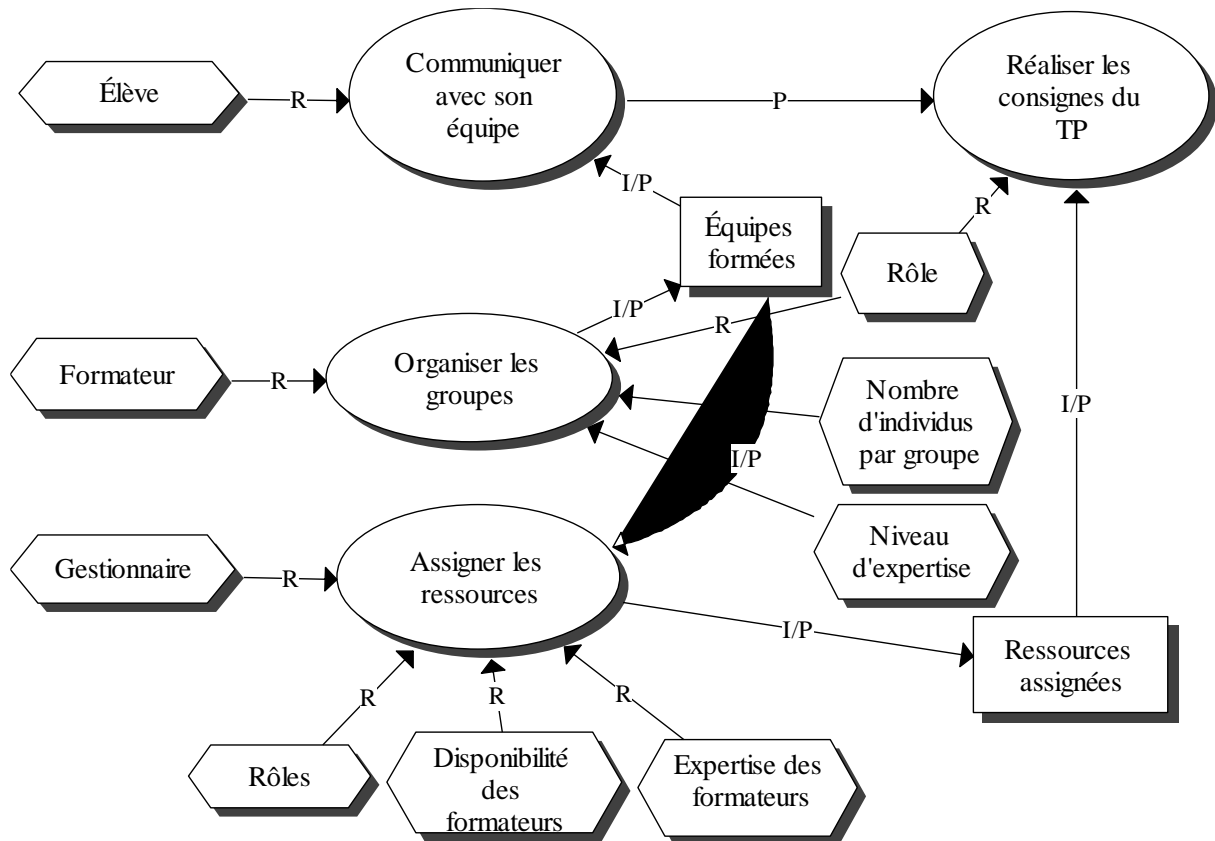 Élève
R
Communiquer
avec son
équipe
P
Réaliser les
consignes du
TP
I/P
Équipes
formées
R
Rôle
I/P
R
Formateur
R
Organiser les
groupes
Nombre
d'individus
par groupe
I/P
I/P
Niveau
d'expertise
Gestionnaire
R
Assigner les
ressources
I/P
Ressources
assignées
R
R
R
Rôles
Disponibilité
des
formateurs
Expertise des
formateurs